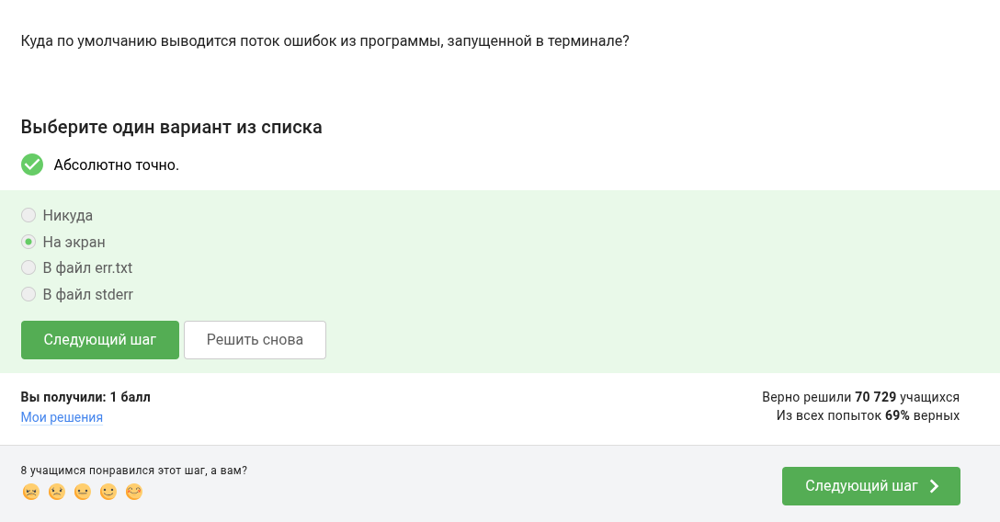 Куда по умолчанию выводится поток ошибок из программы, запущенной в терминале?
Выберите один вариант из списка
Абсолютно точно.
Никуда
На экран
В файл err.txt
В файл stderr
Следующий шаг
Решить снова
Вы получили: 1 балл
Мои решения
Верно решили 70 729 учащихся
Из всех попыток 69% верных
8 учащимся понравился этот шаг, а вам?
Следующий шаг